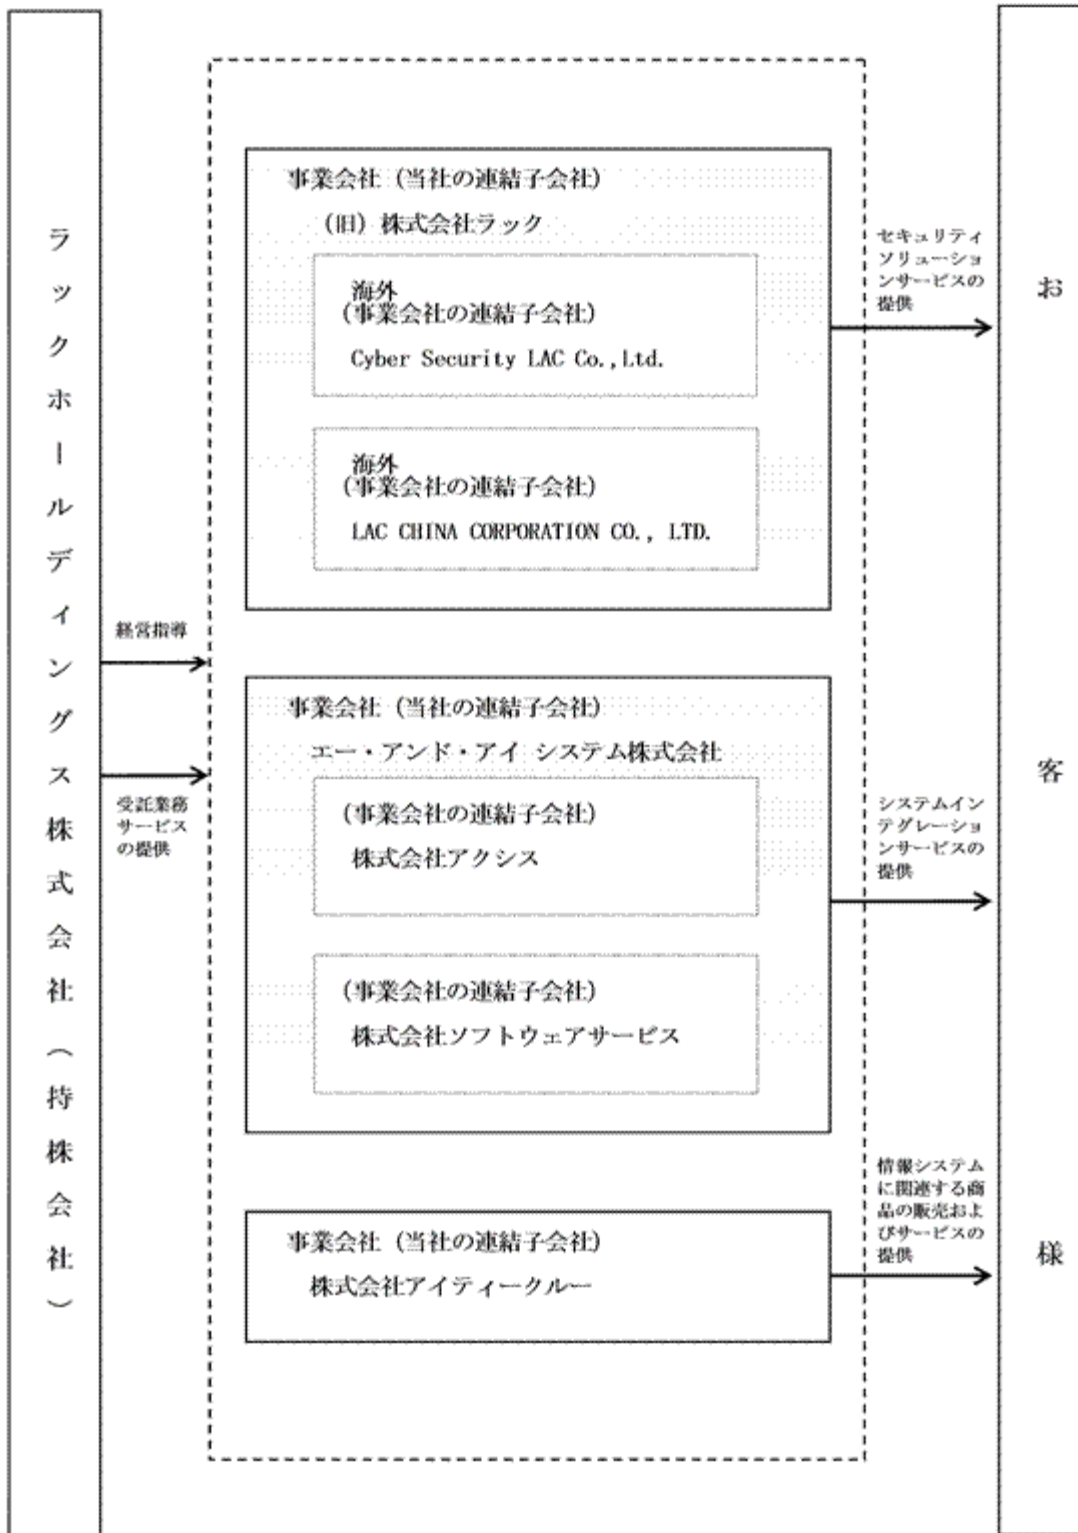 ラックホールディングス株式会社（持株会社）
経営指導
受託業務
サービス
の提供
事業会社（当社の連結子会社）
（旧）株式会社ラック
海外
（事業会社の連結子会社）
Cyber Security LAC Co.,Ltd.
海外
（事業会社の連結子会社）
LAC CHINA CORPORATION CO., LTD.
事業会社（当社の連結子会社）
エー・アンド・アイ システム株式会社
（事業会社の連結子会社）
株式会社アクシス
（事業会社の連結子会社）
株式会社ソフトウェアサービス
事業会社（当社の連結子会社）
株式会社アイティークルー
セキュリティ
ソリューショ
ンサービスの
提供
システムイン
テグレーショ
ンサービスの
提供
情報システム
に関連する商
品の販売およ
びサービスの
提供
お客様